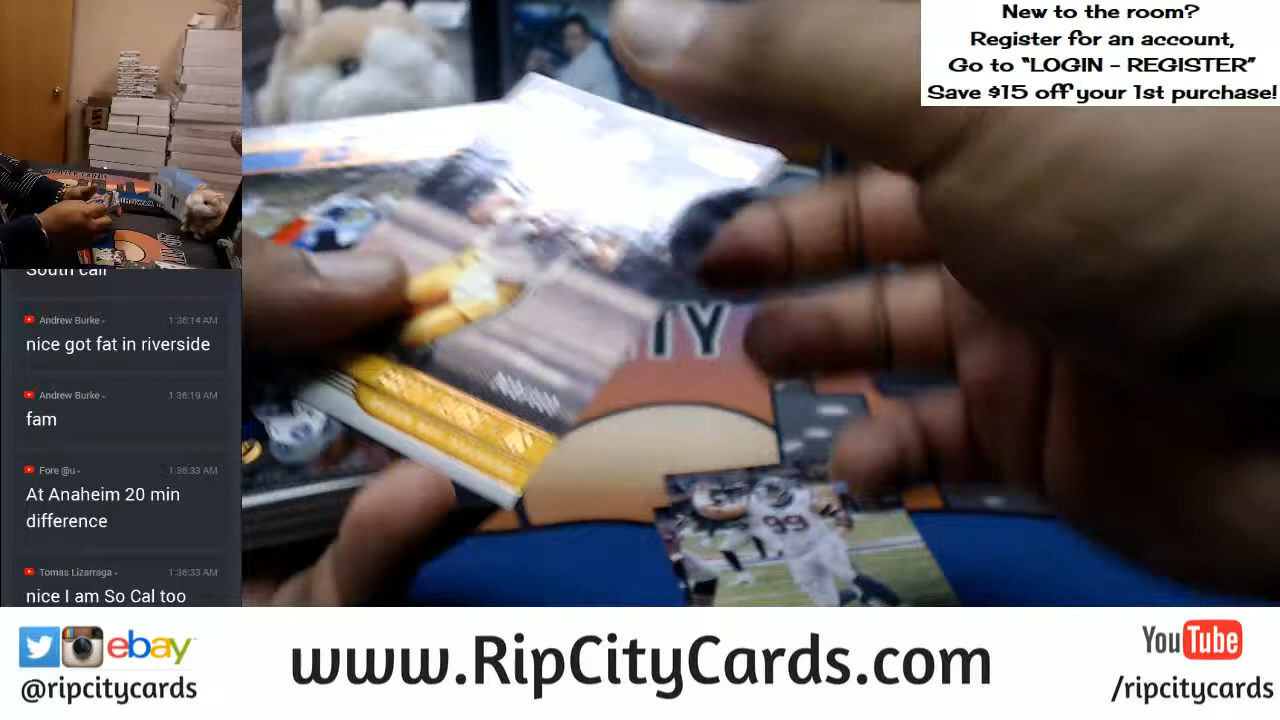 New to the room?
Register for an account,
Go to "LOGIN - REGISTER"
Save $15 off your 1st purchase!
South cali
Andrew Burke - 1:36:14 AM
nice got fat in riverside
Andrew Burke - 1:36:19 AM
fam
Fore @u - 1:36:33 AM
At Anaheim 20 min
difference
Tomas Lizarraga - 1:36:33 AM
nice I am So Cal too
TY
99
ebay
@ripcitycards
www.RipCityCards.com
YouTube
/ripcitycards